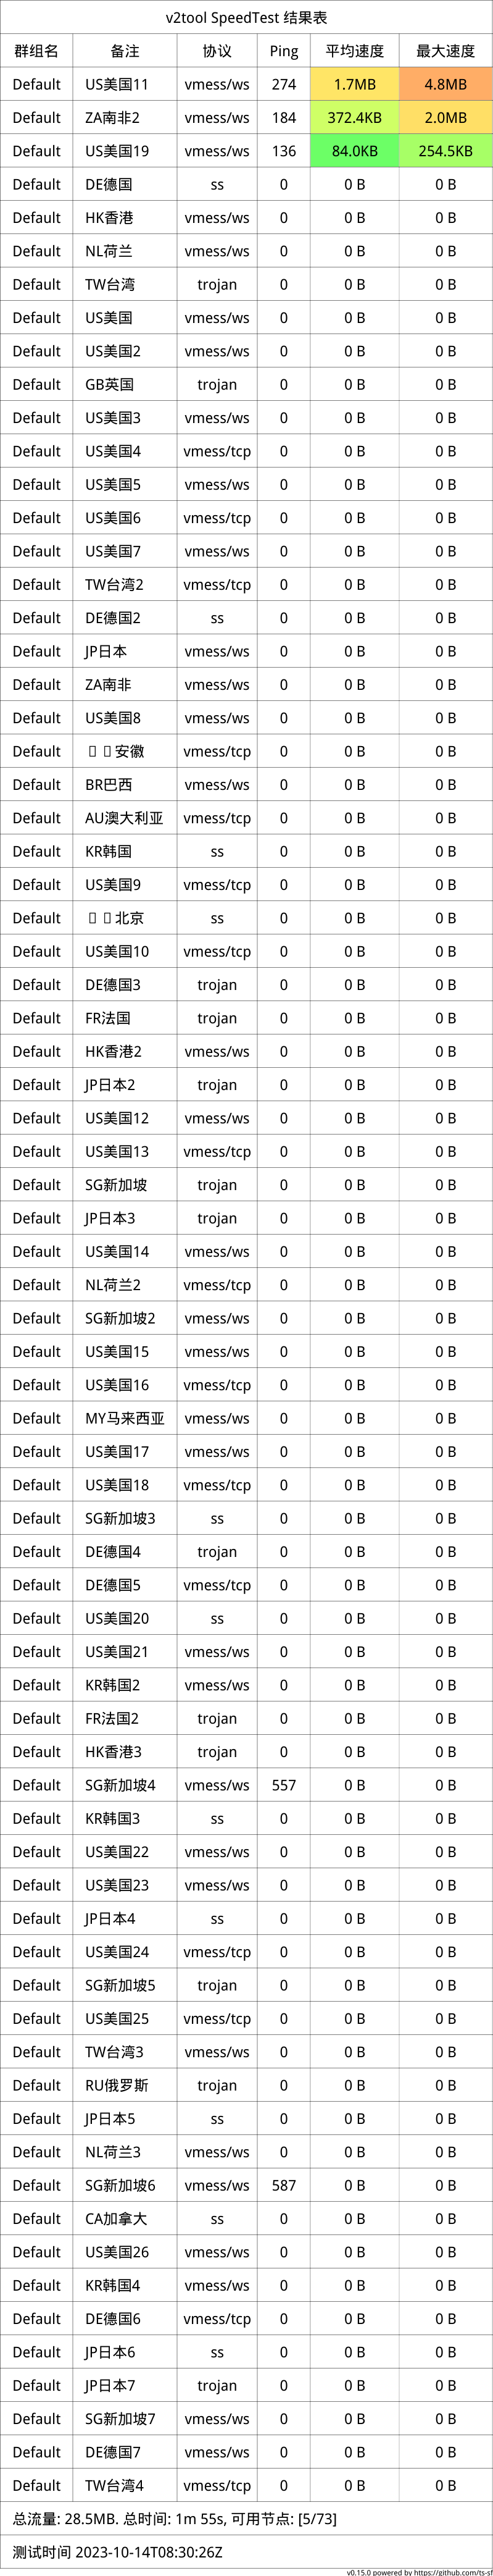 v2tool SpeedTest 结果表
群组名 备注 协议 Ping 平均速度 最大速度
Default US美国11 vmess/ws 274 1.7MB 4.8MB
Default ZA南非2 vmess/ws 184 372.4KB 2.0MB
Default US美国19 vmess/ws 136 84.0KB 254.5KB
Default DE德国 ss 0 0 B 0 B
Default HK香港 vmess/ws 0 0 B 0 B
Default NL荷兰 vmess/ws 0 0 B 0 B
Default TW台湾 trojan 0 0 B 0 B
Default US美国 vmess/ws 0 0 B 0 B
Default US美国2 vmess/ws 0 0 B 0 B
Default GB英国 trojan 0 0 B 0 B
Default US美国3 vmess/ws 0 0 B 0 B
Default US美国4 vmess/tcp 0 0 B 0 B
Default US美国5 vmess/ws 0 0 B 0 B
Default US美国6 vmess/tcp 0 0 B 0 B
Default US美国7 vmess/ws 0 0 B 0 B
Default TW台湾2 vmess/tcp 0 0 B 0 B
Default DE德国2 ss 0 0 B 0 B
Default JP日本 vmess/ws 0 0 B 0 B
Default ZA南非 vmess/ws 0 0 B 0 B
Default US美国8 vmess/ws 0 0 B 0 B
Default 安徽 vmess/tcp 0 0 B 0 B
Default BR巴西 vmess/ws 0 0 B 0 B
Default AU澳大利亚 vmess/tcp 0 0 B 0 B
Default KR韩国 ss 0 0 B 0 B
Default US美国9 vmess/tcp 0 0 B 0 B
Default 北京 ss 0 0 B 0 B
Default US美国10 vmess/tcp 0 0 B 0 B
Default DE德国3 trojan 0 0 B 0 B
Default FR法国 trojan 0 0 B 0 B
Default HK香港2 vmess/ws 0 0 B 0 B
Default JP日本2 trojan 0 0 B 0 B
Default US美国12 vmess/ws 0 0 B 0 B
Default US美国13 vmess/tcp 0 0 B 0 B
Default SG新加坡 trojan 0 0 B 0 B
Default JP日本3 trojan 0 0 B 0 B
Default US美国14 vmess/ws 0 0 B 0 B
Default NL荷兰2 vmess/tcp 0 0 B 0 B
Default SG新加坡2 vmess/ws 0 0 B 0 B
Default US美国15 vmess/ws 0 0 B 0 B
Default US美国16 vmess/tcp 0 0 B 0 B
Default MY马来西亚 vmess/ws 0 0 B 0 B
Default US美国17 vmess/ws 0 0 B 0 B
Default US美国18 vmess/tcp 0 0 B 0 B
Default SG新加坡3 ss 0 0 B 0 B
Default DE德国4 trojan 0 0 B 0 B
Default DE德国5 vmess/tcp 0 0 B 0 B
Default US美国20 ss 0 0 B 0 B
Default US美国21 vmess/ws 0 0 B 0 B
Default KR韩国2 vmess/ws 0 0 B 0 B
Default FR法国2 trojan 0 0 B 0 B
Default HK香港3 trojan 0 0 B 0 B
Default SG新加坡4 vmess/ws 557 0 B 0 B
Default KR韩国3 ss 0 0 B 0 B
Default US美国22 vmess/ws 0 0 B 0 B
Default US美国23 vmess/ws 0 0 B 0 B
Default JP日本4 ss 0 0 B 0 B
Default US美国24 vmess/tcp 0 0 B 0 B
Default SG新加坡5 trojan 0 0 B 0 B
Default US美国25 vmess/tcp 0 0 B 0 B
Default TW台湾3 vmess/ws 0 0 B 0 B
Default RU俄罗斯 trojan 0 0 B 0 B
Default JP日本5 ss 0 0 B 0 B
Default NL荷兰3 vmess/ws 0 0 B 0 B
Default SG新加坡6 vmess/ws 587 0 B 0 B
Default CA加拿大 ss 0 0 B 0 B
Default US美国26 vmess/ws 0 0 B 0 B
Default KR韩国4 vmess/ws 0 0 B 0 B
Default DE德国6 vmess/tcp 0 0 B 0 B
Default JP日本6 ss 0 0 B 0 B
Default JP日本7 trojan 0 0 B 0 B
Default SG新加坡7 vmess/ws 0 0 B 0 B
Default DE德国7 vmess/ws 0 0 B 0 B
Default TW台湾4 vmess/tcp 0 0 B 0 B
总流量: 28.5MB. 总时间: 1m 55s, 可用节点: [5/73]
测试时间 2023-10-14T08:30:26Z
v0.15.0 powered by https://github.com/ts-sf